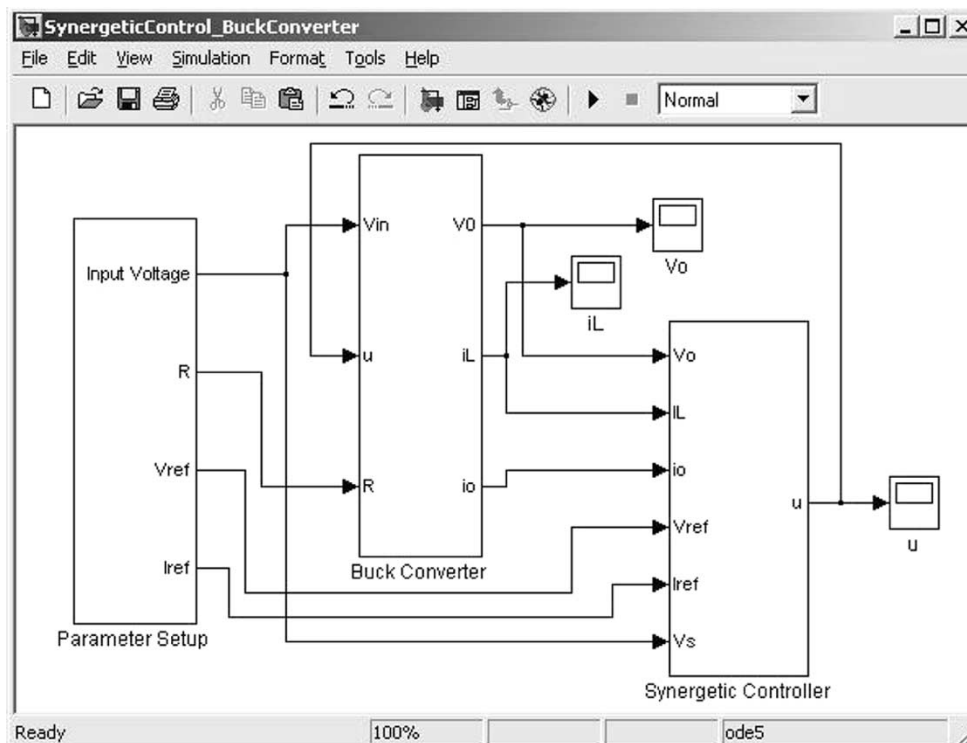 SynergeticControl_BuckConverter
File Edit View Simulation Format Tools Help
Normal
Input Voltage
R
Vref
Iref
Parameter Setup
Vin
u
R
V0
iL
io
Buck Converter
Vo
iL
Vo
IL
io
Vref
Iref
Vs
u
Synergetic Controller
u
Ready 100% ode5